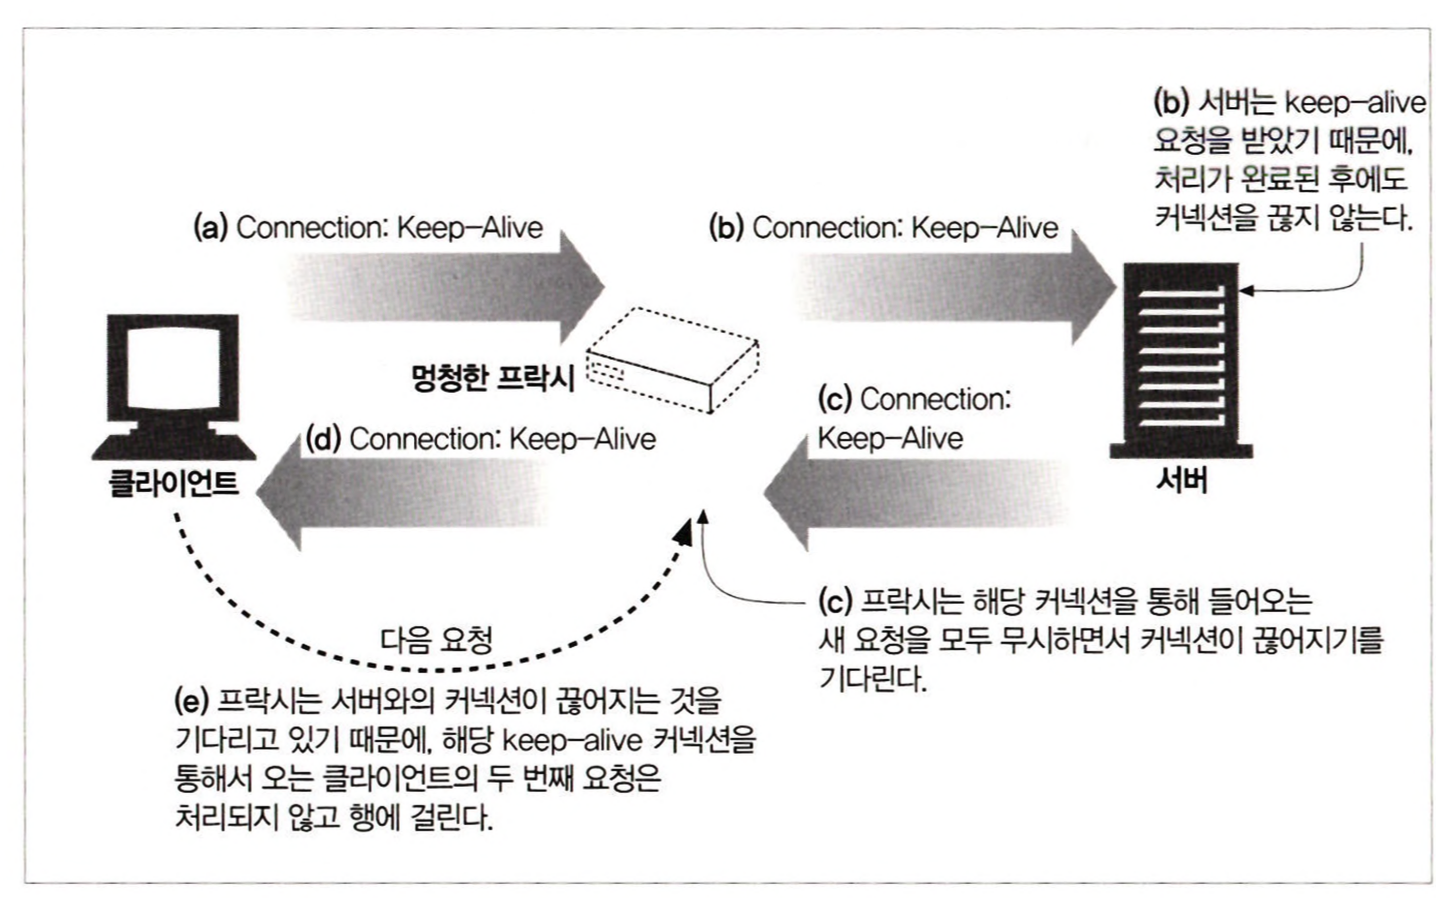 (b) 서버는 keep-alive
요청을 받았기 때문에,
처리가 완료된 후에도
커넥션을 끊지 않는다.
(a) Connection: Keep-Alive
(b) Connection: Keep-Alive
멍청한 프락시
(c) Connection:
Keep-Alive
(d) Connection: Keep-Alive
클라이언트
서버
다음 요청
(c) 프락시는 해당 커넥션을 통해 들어오는
새 요청을 모두 무시하면서 커넥션이 끊어지기를
기다린다.
(e) 프락시는 서버와의 커넥션이 끊어지는 것을
기다리고 있기 때문에, 해당 keep-alive 커넥션을
통해서 오는 클라이언트의 두 번째 요청은
처리되지 않고 행에 걸린다.